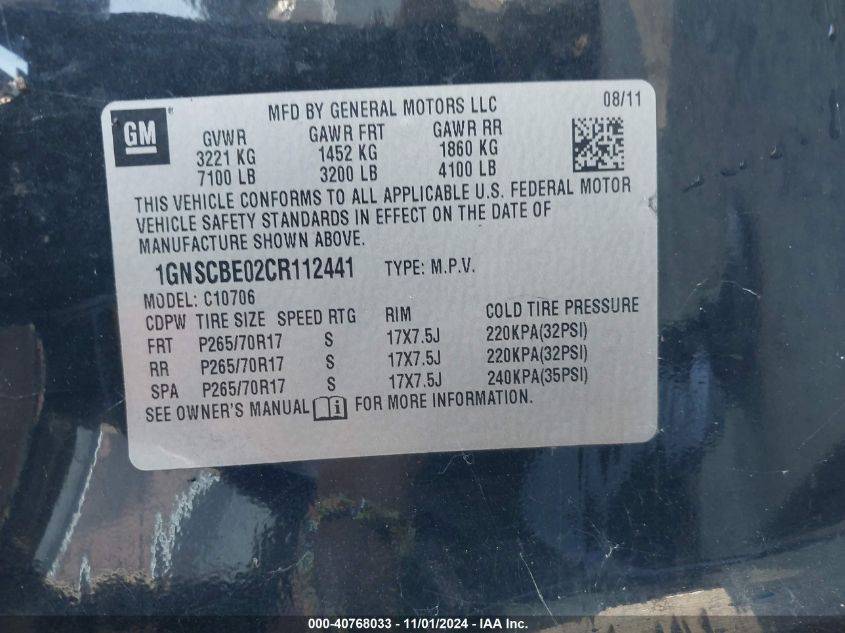 MFD BY GENERAL MOTORS LLC 08/11
GM
GVWR GAWR FRT GAWR RR
3221 KG 1452 KG 1860 KG
7100 LB 3200 LB 4100 LB
THIS VEHICLE CONFORMS TO ALL APPLICABLE U.S. FEDERAL MOTOR
VEHICLE SAFETY STANDARDS IN EFFECT ON THE DATE OF
MANUFACTURE SHOWN ABOVE.
1GNSCBE02CR112441 TYPE: M.P.V.
MODEL: C10706
CDPW TIRE SIZE SPEED RTG RIM COLD TIRE PRESSURE
FRT P265/70R17 S 17X7.5J 220KPA(32PSI)
RR P265/70R17 S 17X7.5J 220KPA(32PSI)
SPA P265/70R17 S 17X7.5J 240KPA(35PSI)
SEE OWNER'S MANUAL FOR MORE INFORMATION.
000-40768033 - 11/01/2024 - IAA Inc.